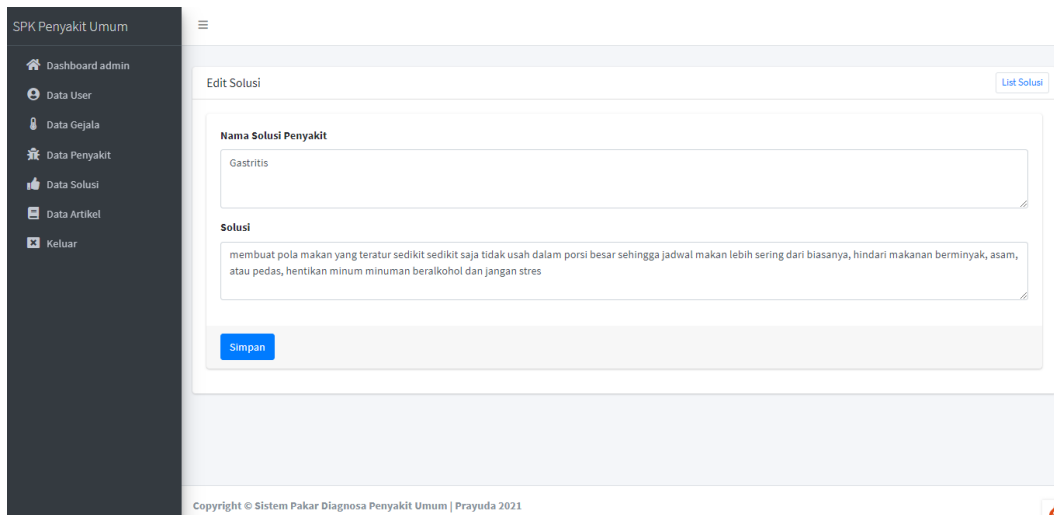 SPK Penyakit Umum
Dashboard admin
Data User
Data Gejala
Data Penyakit
Data Solusi
Data Artikel
Keluar
Edit Solusi
List Solusi
Nama Solusi Penyakit
Gastritis
Solusi
membuat pola makan yang teratur sedikit sedikit saja tidak usah dalam porsi besar sehingga jadwal makan lebih sering dari biasanya, hindari makanan berminyak, asam,
atau pedas, hentikan minum minuman beralkohol dan jangan stres
Simpan
Copyright © Sistem Pakar Diagnosa Penyakit Umum | Prayuda 2021